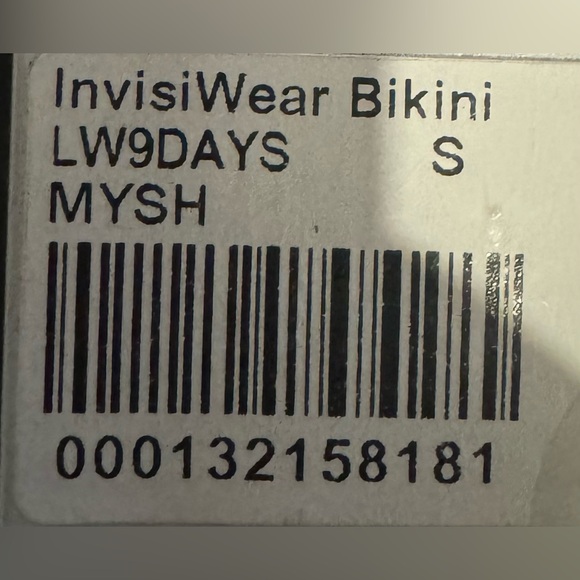 InvisiWear Bikini
LW9DAYS S
MYSH
000132158181